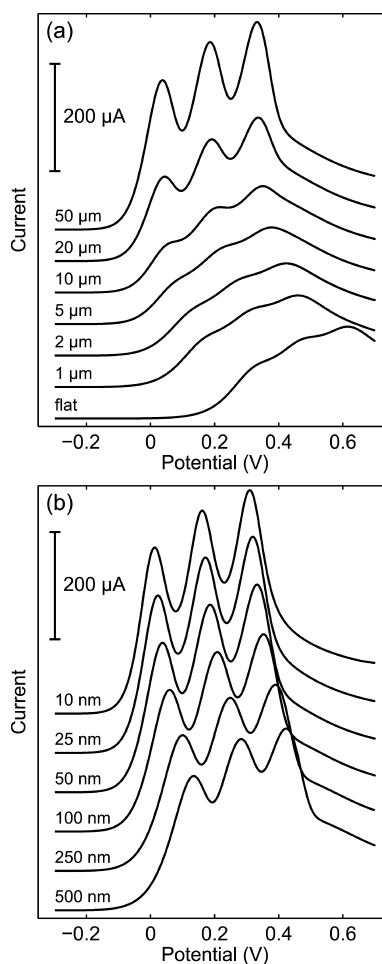 (a)
200 μA
50 μm
20 μm
10 μm
5 μm
2 μm
1 μm
flat
Current
−0.2 0 0.2 0.4 0.6
Potential (V)
(b)
200 μA
10 nm
25 nm
50 nm
100 nm
250 nm
500 nm
Current
−0.2 0 0.2 0.4 0.6
Potential (V)